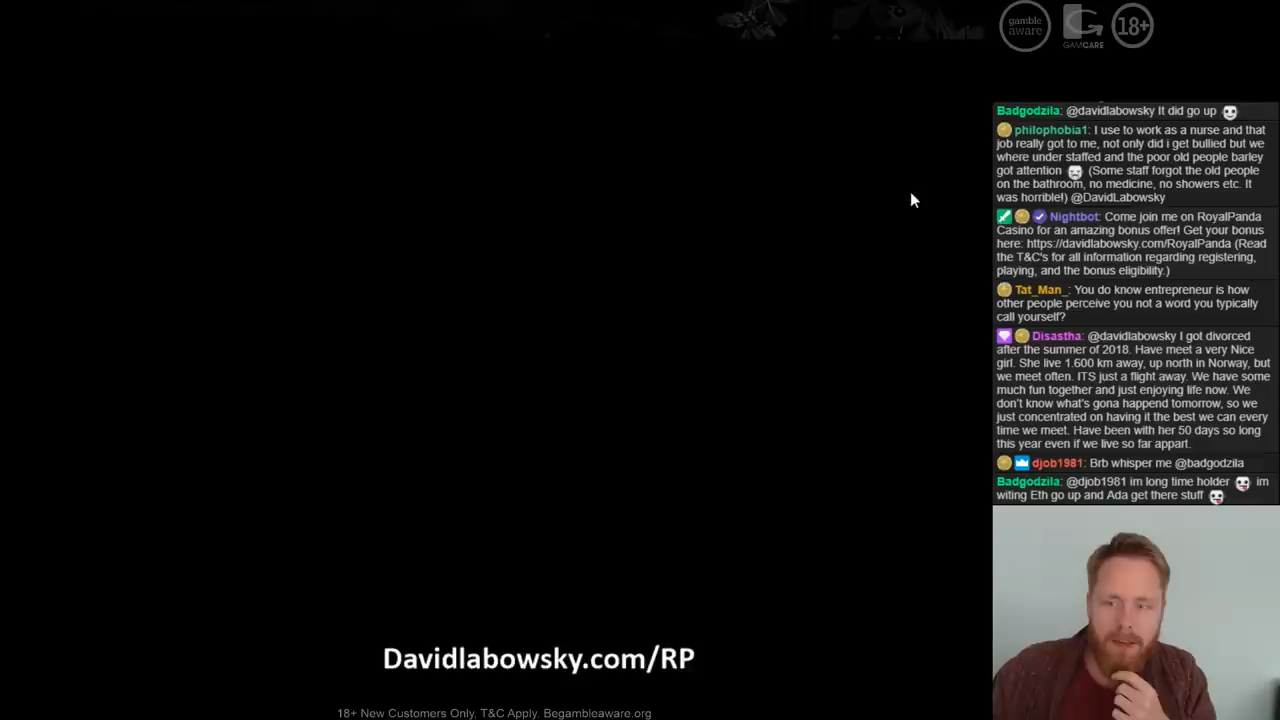 gamble
aware
GAMCARE
18+
Badgodzila: @davidlabowsky It did go up
philophobia1: I use to work as a nurse and that
job really got to me, not only did i get bullied but we
where under staffed and the poor old people barley
got attention (Some staff forgot the old people
on the bathroom, no medicine, no showers etc. It
was horrible!) @DavidLabowsky
Nightbot: Come join me on RoyalPanda
Casino for an amazing bonus offer! Get your bonus
here: https://davidlabowsky.com/RoyalPanda (Read
the T&C's for all information regarding registering,
playing, and the bonus eligibility.)
Tat_Man_: You do know entrepreneur is how
other people perceive you not a word you typically
call yourself?
Disastha: @davidlabowsky I got divorced
after the summer of 2018. Have meet a very Nice
girl. She live 1.600 km away, up north in Norway, but
we meet often. ITS just a flight away. We have some
much fun together and just enjoying life now. We
don't know what's gona happend tomorrow, so we
just concentrated on having it the best we can every
time we meet. Have been with her 50 days so long
this year even if we live so far appart.
djob1981: Brb whisper me @badgodzila
Badgodzila: @djob1981 im long time holder im
witing Eth go up and Ada get there stuff
Davidlabowsky.com/RP
18+ New Customers Only, T&C Apply. Begambleaware.org